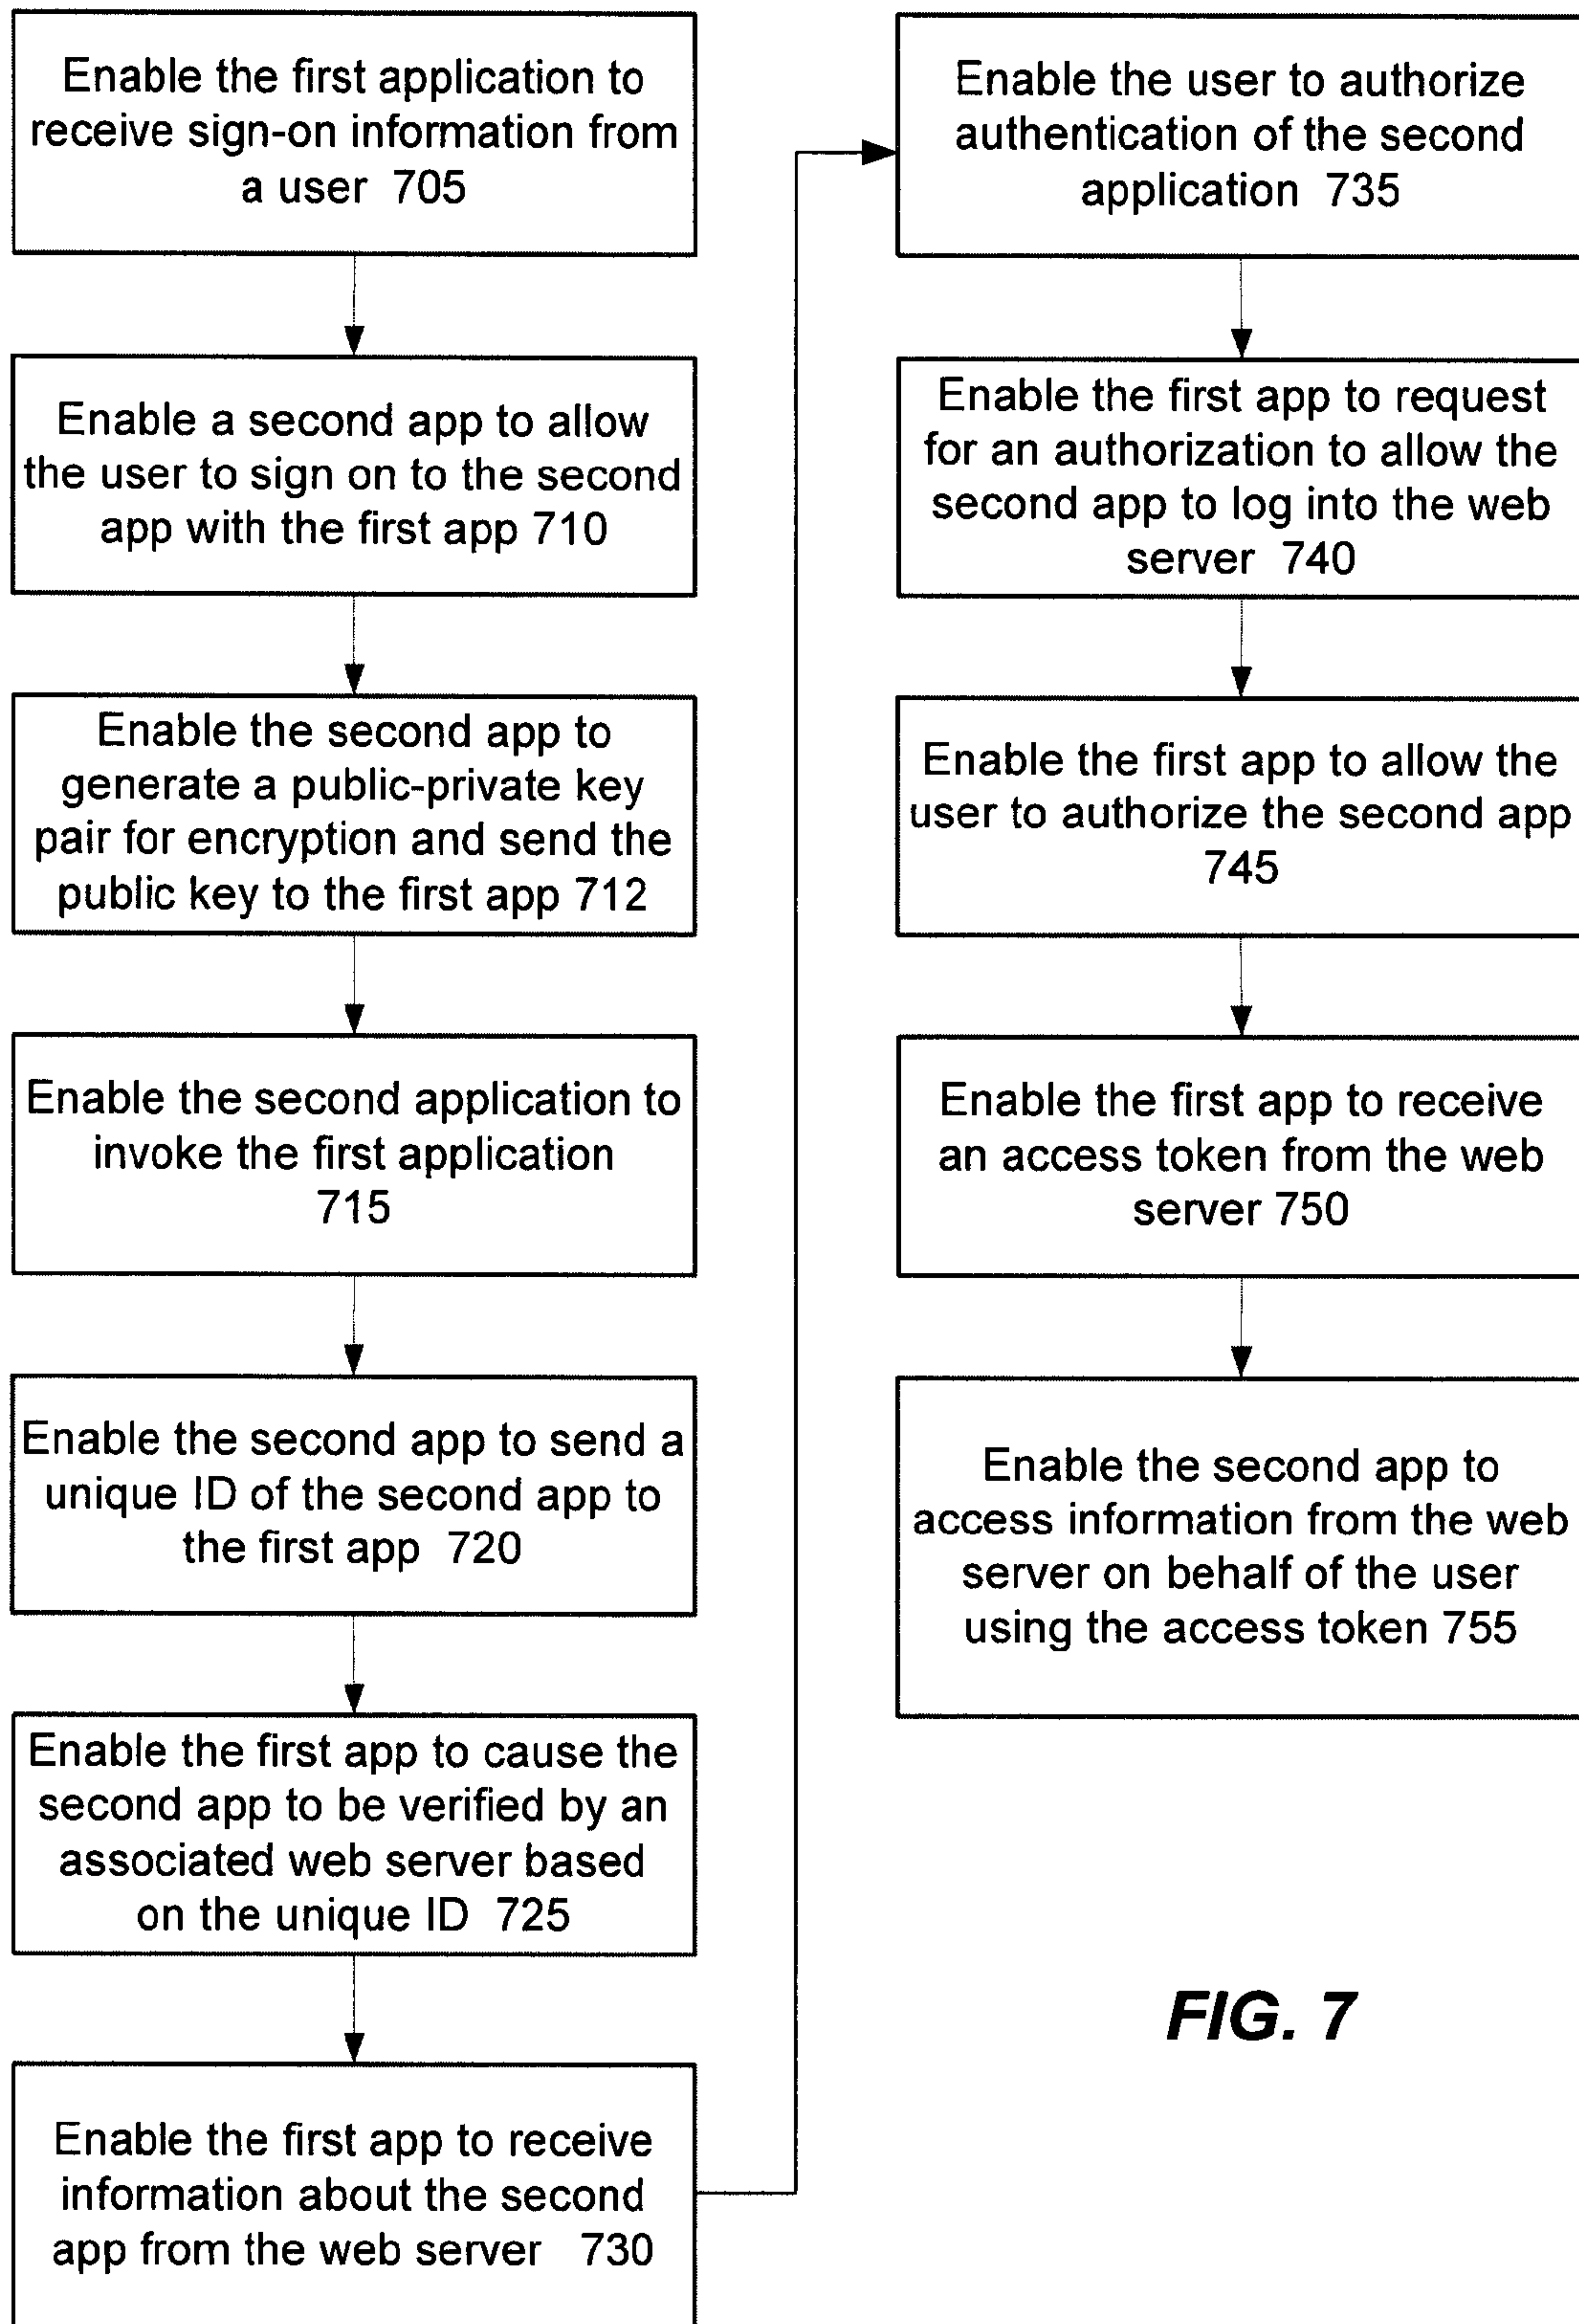 Enable the first application to
receive sign-on information from
a user 705
Enable a second app to allow
the user to sign on to the second
app with the first app 710
Enable the second app to
generate a public-private key
pair for encryption and send the
public key to the first app 712
Enable the second application to
invoke the first application
715
Enable the second app to send a
unique ID of the second app to
the first app 720
Enable the first app to cause the
second app to be verified by an
associated web server based
on the unique ID 725
Enable the first app to receive
information about the second
app from the web server 730
Enable the user to authorize
authentication of the second
application 735
Enable the first app to request
for an authorization to allow the
second app to log into the web
server 740
Enable the first app to allow the
user to authorize the second app
745
Enable the first app to receive
an access token from the web
server 750
Enable the second app to
access information from the web
server on behalf of the user
using the access token 755
FIG. 7